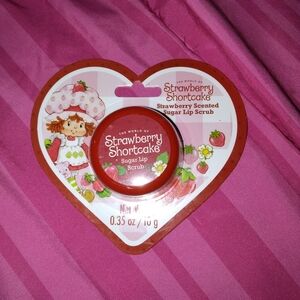 THE WORLD OF
Strawberry
Shortcake
Strawberry Scented
Sugar Lip Scrub
THE WORLD OF
Strawberry
Shortcake
Sugar Lip
Scrub
0.35 oz / 10 g